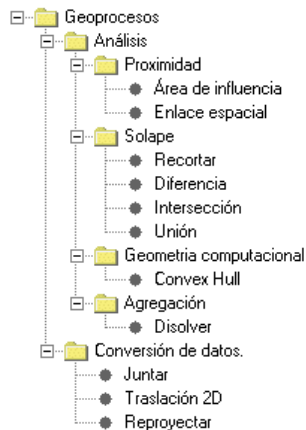 Geoprocesos
Análisis
Proximidad
Área de influencia
Enlace espacial
Solape
Recortar
Diferencia
Intersección
Unión
Geometria computacional
Convex Hull
Agregación
Disolver
Conversión de datos.
Juntar
Traslación 2D
Reproyectar